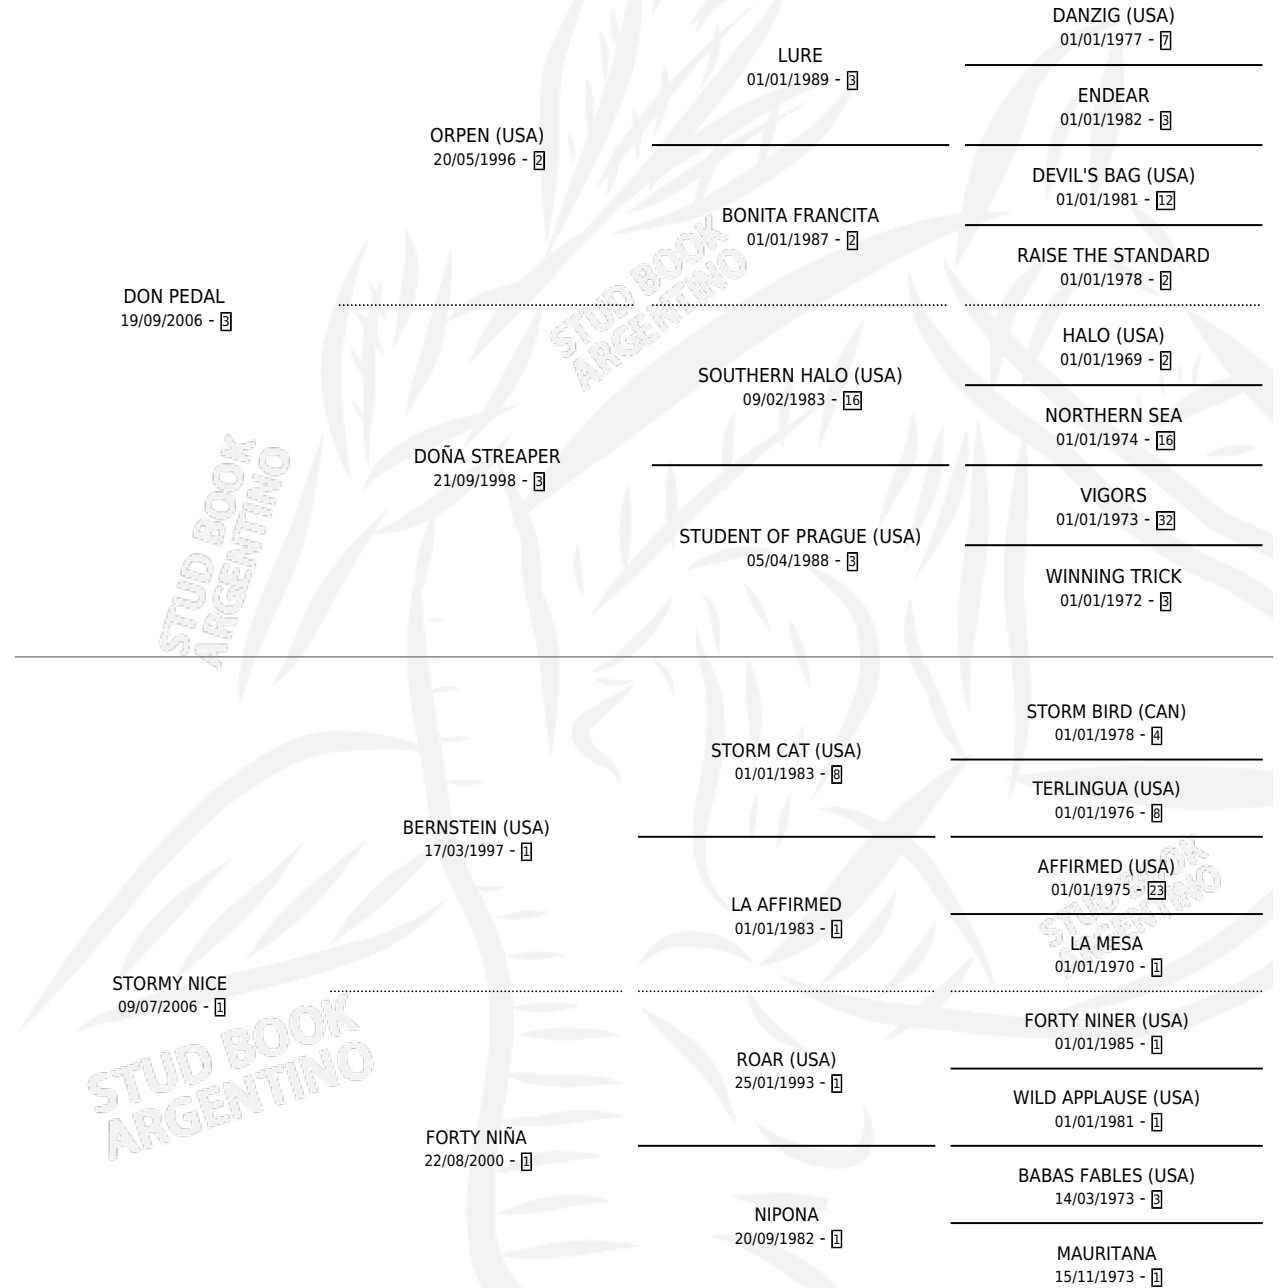 DANZIG (USA)
01/01/1977 - 7
LURE
01/01/1989 - 3
ENDEAR
01/01/1982 - 3
ORPEN (USA)
20/05/1996 - 2
DEVIL'S BAG (USA)
01/01/1981 - 12
BONITA FRANCITA
01/01/1987 - 2
RAISE THE STANDARD
01/01/1978 - 2
DON PEDAL
19/09/2006 - 3
HALO (USA)
01/01/1969 - 2
SOUTHERN HALO (USA)
09/02/1983 - 16
NORTHERN SEA
01/01/1974 - 16
DOÑA STREAPER
21/09/1998 - 3
VIGORS
01/01/1973 - 32
STUDENT OF PRAGUE (USA)
05/04/1988 - 3
WINNING TRICK
01/01/1972 - 3
STORM BIRD (CAN)
01/01/1978 - 4
STORM CAT (USA)
01/01/1983 - 8
TERLINGUA (USA)
01/01/1976 - 8
BERNSTEIN (USA)
17/03/1997 - 1
AFFIRMED (USA)
01/01/1975 - 23
LA AFFIRMED
01/01/1983 - 1
LA MESA
01/01/1970 - 1
STORMY NICE
09/07/2006 - 1
FORTY NINER (USA)
01/01/1985 - 1
ROAR (USA)
25/01/1993 - 1
WILD APPLAUSE (USA)
01/01/1981 - 1
FORTY NIÑA
22/08/2000 - 1
BABAS FABLES (USA)
14/03/1973 - 3
NIPONA
20/09/1982 - 1
MAURITANA
15/11/1973 - 1
STUD BOOK
ARGENTINO
STUD BOOK
ARGENTINO
STUD BOOK
ARGENTINO
STUD BOOK
ARGENTINO